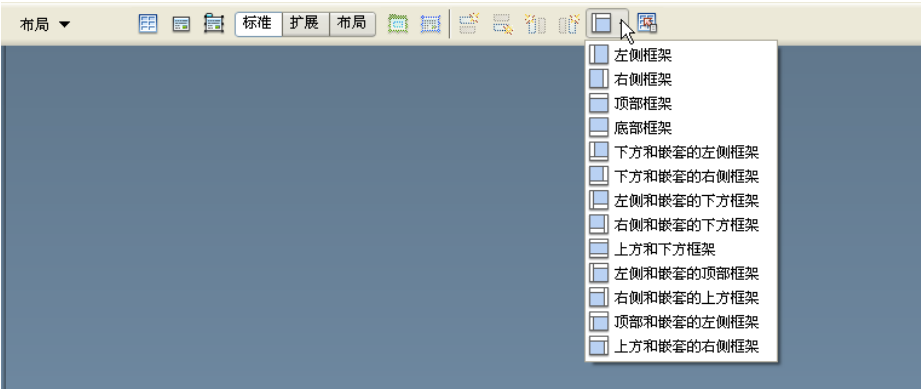 布局 标准 扩展 布局
左侧框架
右侧框架
顶部框架
底部框架
下方和嵌套的左侧框架
下方和嵌套的右侧框架
左侧和嵌套的下方框架
右侧和嵌套的下方框架
上方和下方框架
左侧和嵌套的顶部框架
右侧和嵌套的上方框架
顶部和嵌套的左侧框架
上方和嵌套的右侧框架